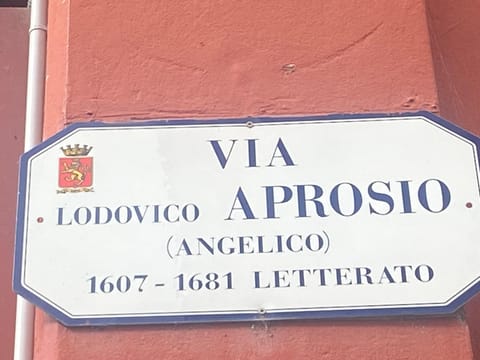 VIA
LODOVICO APROSIO
(ANGELICO)
1607 - 1681 LETTERATO